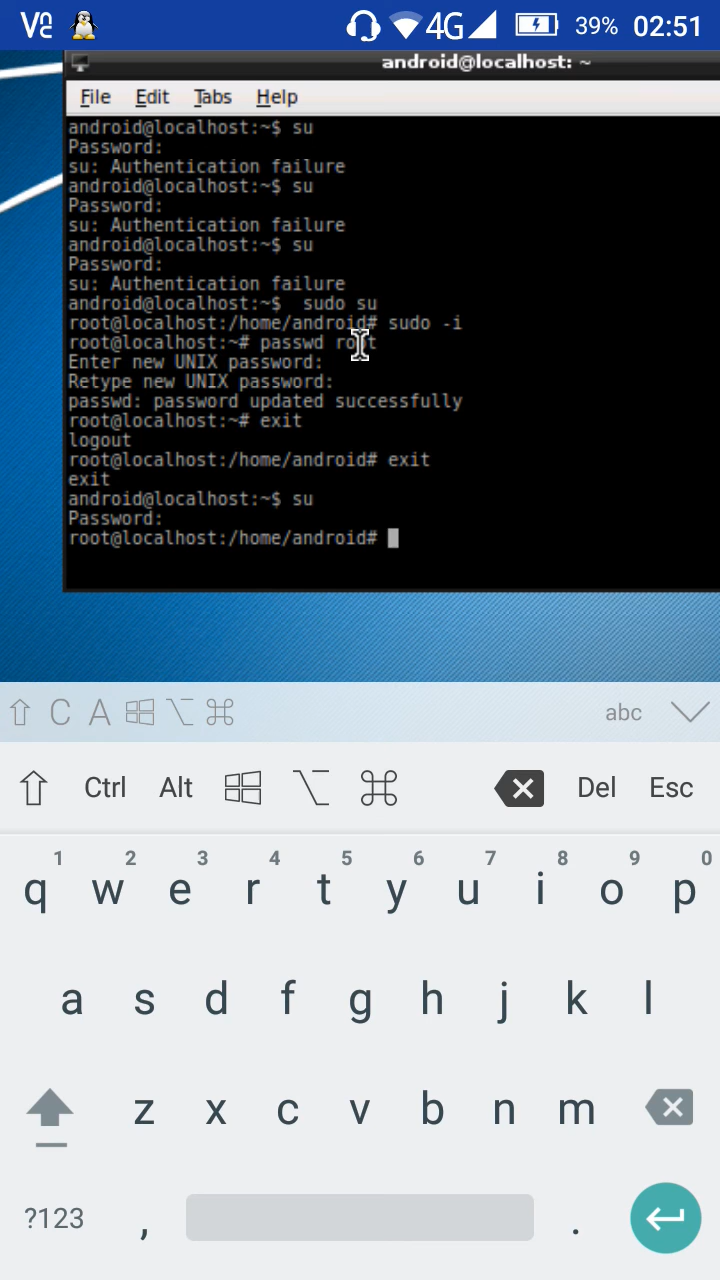 4G 39% 02:51
android@localhost: ~
File Edit Tabs Help
android@localhost:~$ su
Password:
su: Authentication failure
android@localhost:~$ su
Password:
su: Authentication failure
android@localhost:~$ su
Password:
su: Authentication failure
android@localhost:~$  sudo su
root@localhost:/home/android# sudo -i
root@localhost:~# passwd root
Enter new UNIX password:
Retype new UNIX password:
passwd: password updated successfully
root@localhost:~# exit
logout
root@localhost:/home/android# exit
exit
android@localhost:~$ su
Password:
root@localhost:/home/android#
C A abc
Ctrl Alt Del Esc
1 2 3 4 5 6 7 8 9 0
q w e r t y u i o p
a s d f g h j k l
z x c v b n m
?123 , .